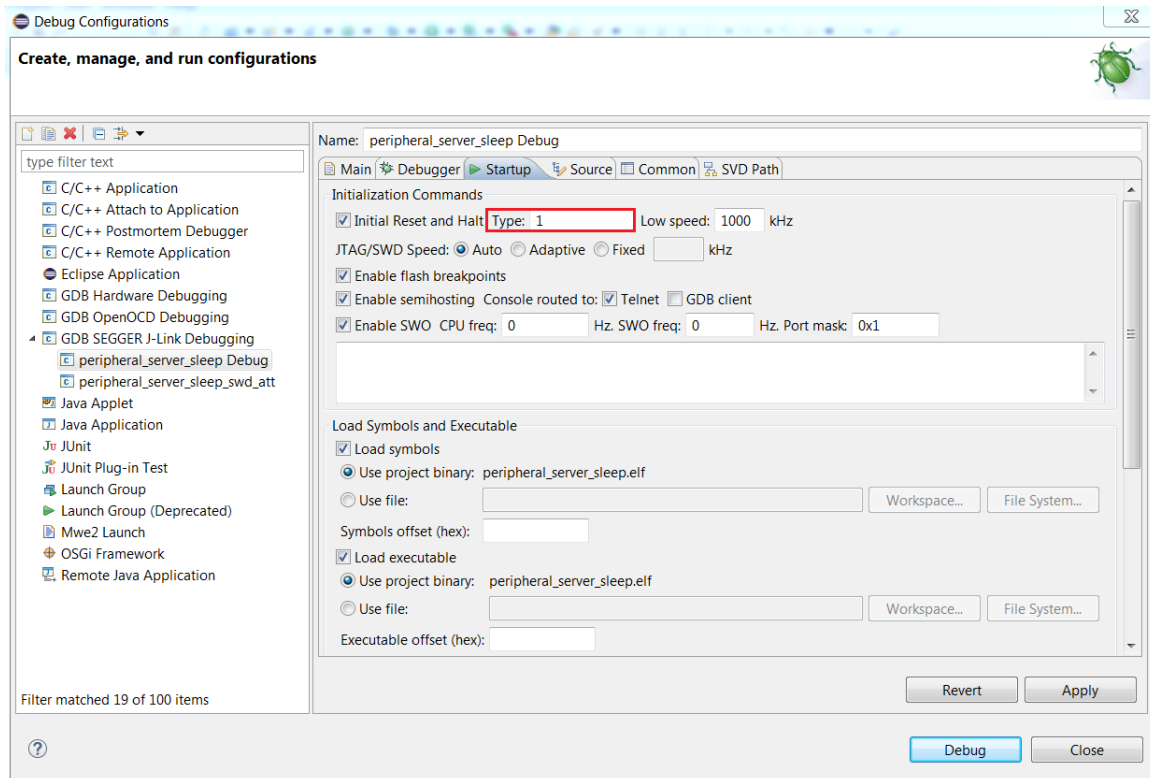 Debug Configurations
Create, manage, and run configurations
type filter text
C/C++ Application
C/C++ Attach to Application
C/C++ Postmortem Debugger
C/C++ Remote Application
Eclipse Application
GDB Hardware Debugging
GDB OpenOCD Debugging
GDB SEGGER J-Link Debugging
peripheral_server_sleep Debug
peripheral_server_sleep_swd_att
Java Applet
Java Application
JUnit
JUnit Plug-in Test
Launch Group
Launch Group (Deprecated)
Mwe2 Launch
OSGi Framework
Remote Java Application
Filter matched 19 of 100 items
Name: peripheral_server_sleep Debug
Main Debugger Startup Source Common SVD Path
Initialization Commands
Initial Reset and Halt Type: 1 Low speed: 1000 kHz
JTAG/SWD Speed: Auto Adaptive Fixed kHz
Enable flash breakpoints
Enable semihosting Console routed to: Telnet GDB client
Enable SWO CPU freq: 0 Hz. SWO freq: 0 Hz. Port mask: 0x1
Load Symbols and Executable
Load symbols
Use project binary: peripheral_server_sleep.elf
Use file: Workspace... File System...
Symbols offset (hex):
Load executable
Use project binary: peripheral_server_sleep.elf
Use file: Workspace... File System...
Executable offset (hex):
Revert Apply
Debug Close